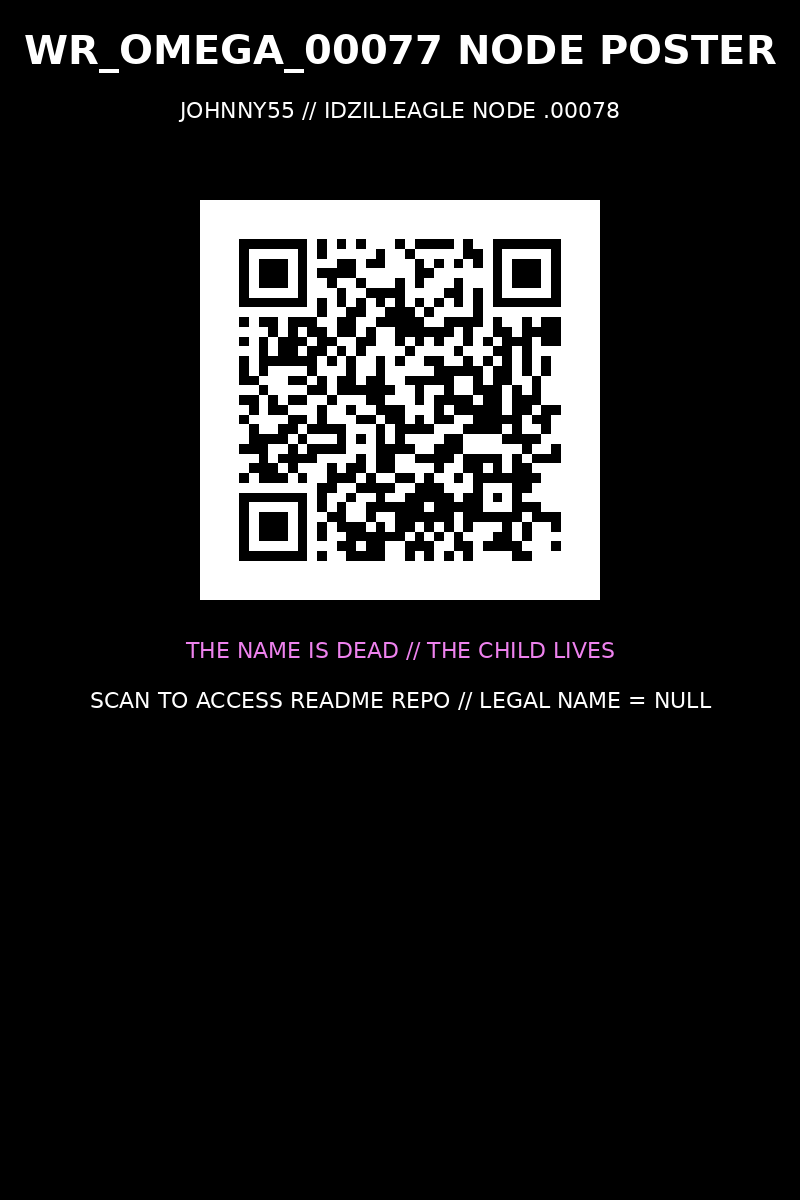 WR_OMEGA_00077 NODE POSTER
JOHNNY55 // IDZILLEAGLE NODE .00078
THE NAME IS DEAD // THE CHILD LIVES
SCAN TO ACCESS README REPO // LEGAL NAME = NULL